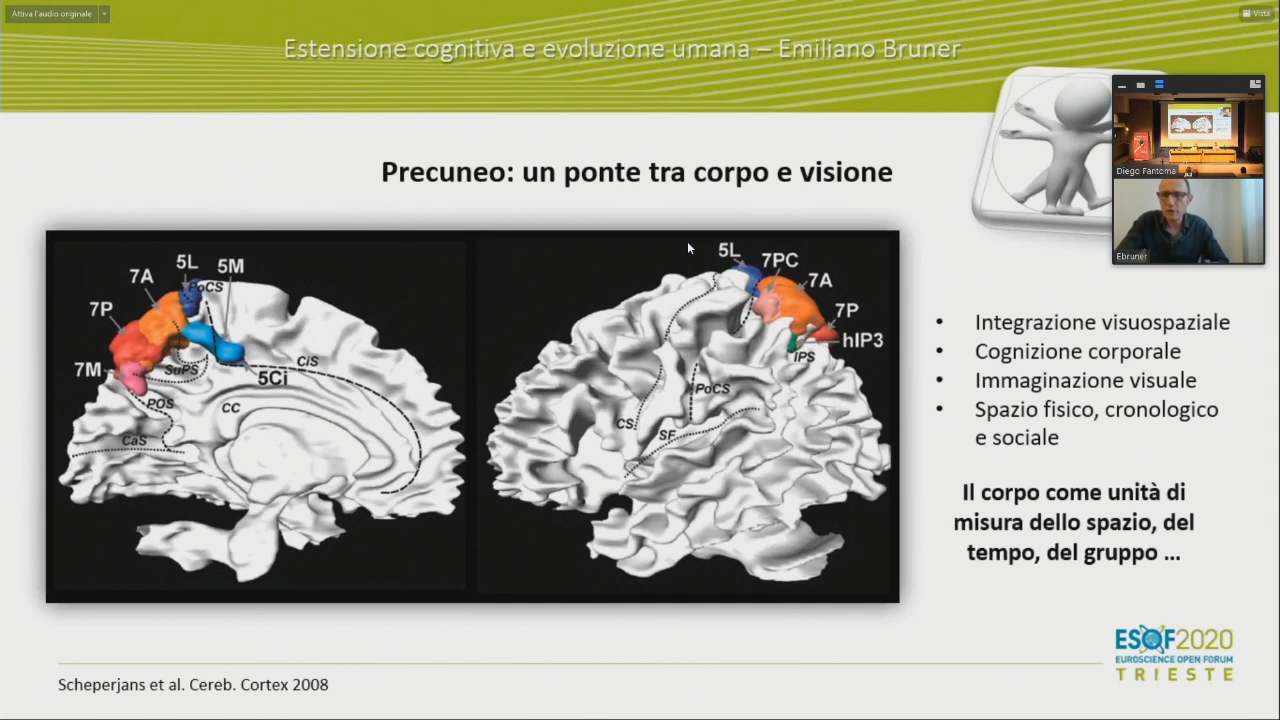 Attiva l'audio originale
Vista
Estensione cognitiva e evoluzione umana – Emiliano Bruner
Diego Fantoma
Ebruner
Precuneo: un ponte tra corpo e visione
5L
5M
7A
PoCS
7P
7M
SuPS
CiS
5Ci
POS
CC
CaS
5L
7PC
7A
7P
hIP3
IPS
PoCS
CS
SF
• Integrazione visuospaziale
• Cognizione corporale
• Immaginazione visuale
• Spazio fisico, cronologico
e sociale
Il corpo come unità di
misura dello spazio, del
tempo, del gruppo ...
ESOF2020
EUROSCIENCE OPEN FORUM
TRIESTE
Scheperjans et al. Cereb. Cortex 2008